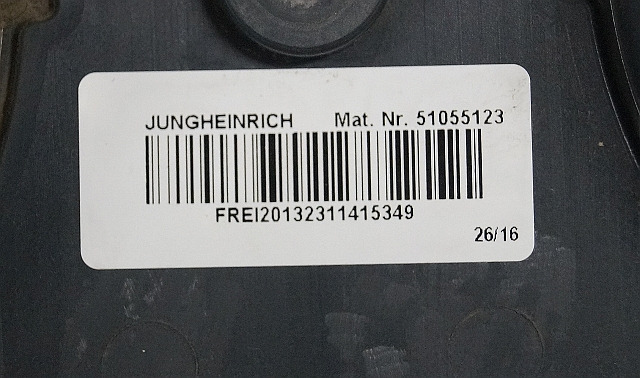 JUNGHEINRICH Mat. Nr. 51055123
FREI20132311415349
26/16